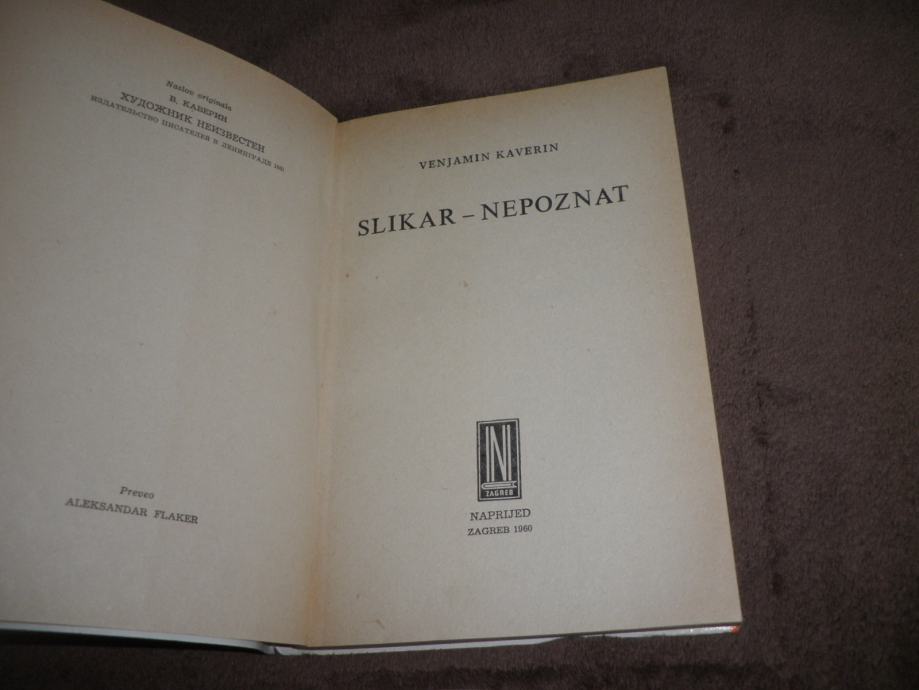 Naslov originala
В. КАВЕРИН
ХУДОЖНИК НЕИЗВЕСТЕН
ИЗДАТЕЛЬСТВО ПИСАТЕЛЕЙ В ЛЕНИНГРАДЕ 1931
Preveo
ALEKSANDAR FLAKER
VENJAMIN KAVERIN
SLIKAR – NEPOZNAT
N
ZAGREB
NAPRIJED
ZAGREB 1960